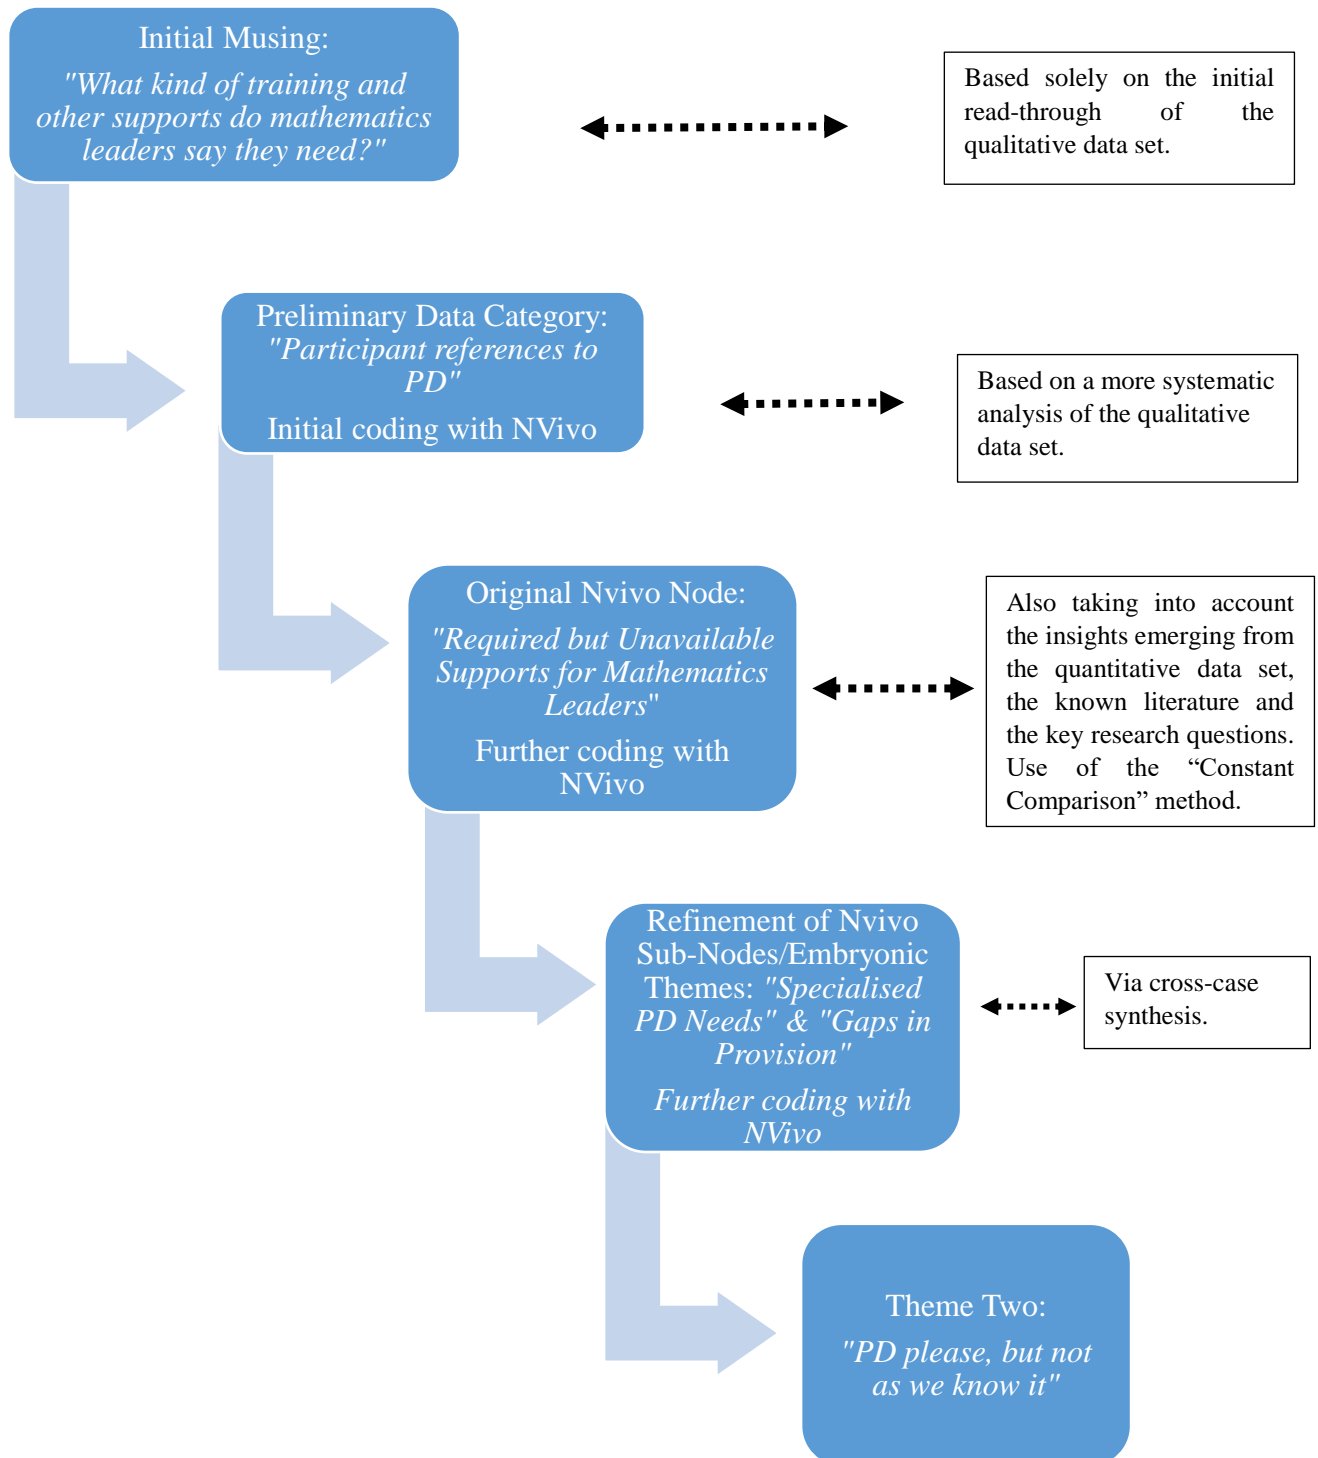 Initial Musing:
"What kind of training and
other supports do mathematics
leaders say they need?"
Based solely on the initial
read-through of the
qualitative data set.
Preliminary Data Category:
"Participant references to
PD"
Initial coding with NVivo
Based on a more systematic
analysis of the qualitative
data set.
Original Nvivo Node:
"Required but Unavailable
Supports for Mathematics
Leaders"
Further coding with
NVivo
Also taking into account
the insights emerging from
the quantitative data set,
the known literature and
the key research questions.
Use of the “Constant
Comparison” method.
Refinement of Nvivo
Sub-Nodes/Embryonic
Themes: "Specialised
PD Needs" & "Gaps in
Provision"
Further coding with
NVivo
Via cross-case
synthesis.
Theme Two:
"PD please, but not
as we know it"